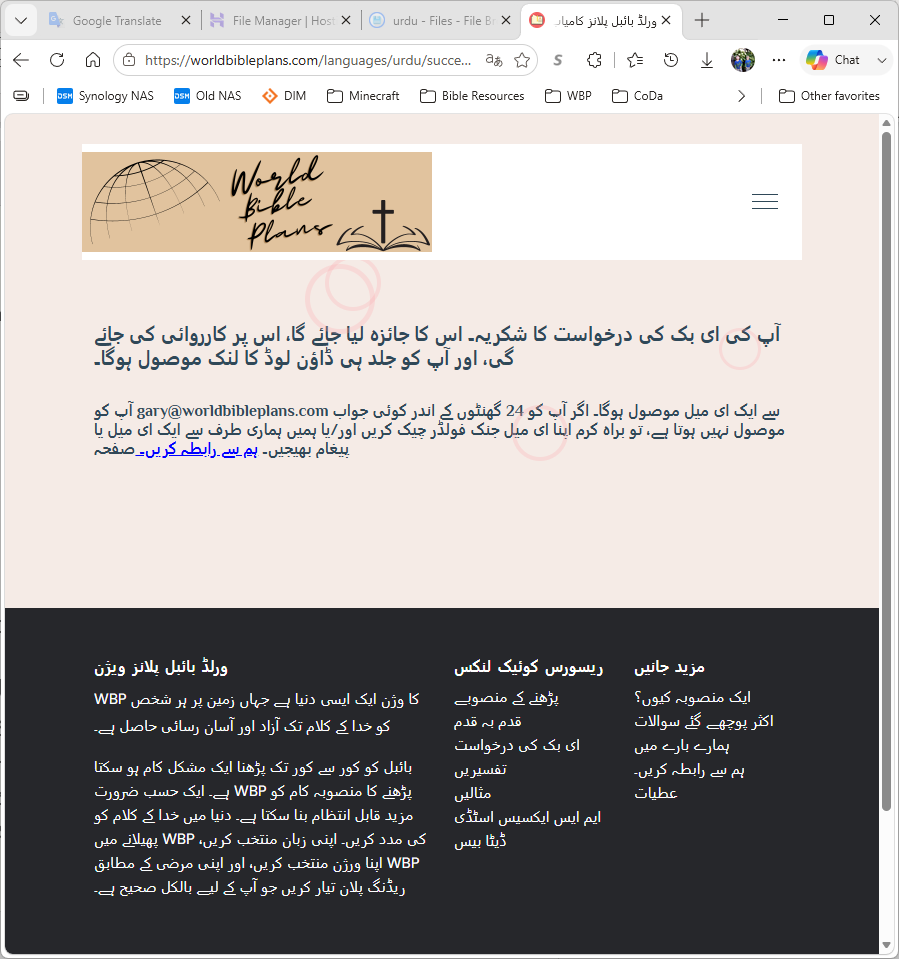 Google Translate
File Manager | Host
urdu - Files - File Br
ورلڈ بائبل پلانز کامیاب
https://worldbibleplans.com/languages/urdu/succe...
Chat
Synology NAS
Old NAS
DIM
Minecraft
Bible Resources
WBP
CoDa
Other favorites
World
Bible
Plans
آپ کی ای بک کی درخواست کا شکریہ۔ اس کا جائزہ لیا جائے گا، اس پر کارروائی کی جائے
گی، اور آپ کو جلد ہی ڈاؤن لوڈ کا لنک موصول ہوگا۔
آپ کو gary@worldbibleplans.com سے ایک ای میل موصول ہوگا۔ اگر آپ کو 24 گھنٹوں کے اندر کوئی جواب
موصول نہیں ہوتا ہے، تو براہ کرم اپنا ای میل جنک فولڈر چیک کریں اور/یا ہمیں ہماری طرف سے ایک ای میل یا
پیغام بھیجیں۔ ہم سے رابطہ کریں۔ صفحہ
ورلڈ بائبل پلانز ویژن
WBP کا وژن ایک ایسی دنیا ہے جہاں زمین پر ہر شخص
کو خدا کے کلام تک آزاد اور آسان رسائی حاصل ہے۔
بائبل کو کور سے کور تک پڑھنا ایک مشکل کام ہو سکتا
ہے۔ ایک حسب ضرورت WBP پڑھنے کا منصوبہ کام کو
مزید قابل انتظام بنا سکتا ہے۔ دنیا میں خدا کے کلام کو
پھیلانے میں WBP کی مدد کریں۔ اپنی زبان منتخب کریں،
اپنا ورژن منتخب کریں، اور اپنی مرضی کے مطابق WBP
ریڈنگ پلان تیار کریں جو آپ کے لیے بالکل صحیح ہے۔
ریسورس کوئیک لنکس
پڑھنے کے منصوبے
قدم بہ قدم
ای بک کی درخواست
تفسیریں
مثالیں
ایم ایس ایکسیس اسٹڈی
ڈیٹا بیس
مزید جانیں
ایک منصوبہ کیوں؟
اکثر پوچھے گئے سوالات
ہمارے بارے میں
ہم سے رابطہ کریں۔
عطیات